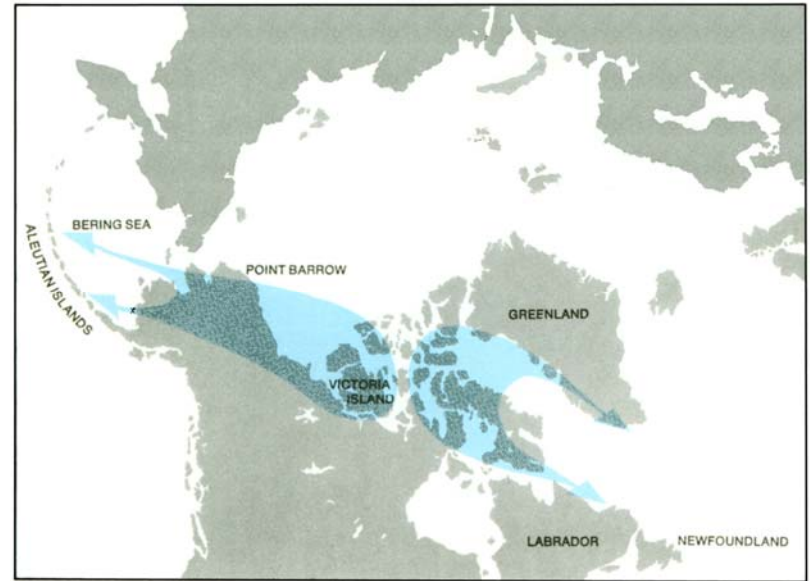 BERING SEA
ALEUTIAN ISLANDS
POINT BARROW
GREENLAND
VICTORIA
ISLAND
LABRADOR
NEWFOUNDLAND